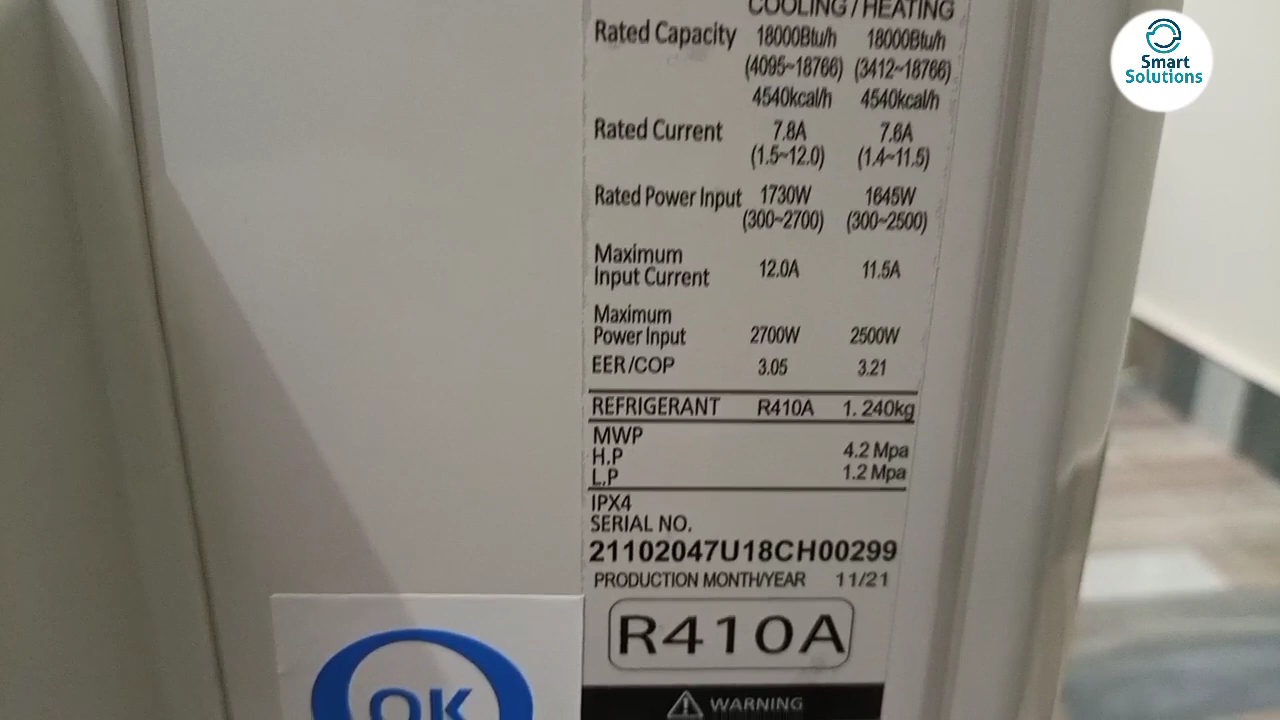 COOLING / HEATING
Rated Capacity 18000Btu/h 18000Btu/h
(4095~18766) (3412~18766)
4540kcal/h 4540kcal/h
Rated Current 7.8A 7.6A
(1.5~12.0) (1.4~11.5)
Rated Power Input 1730W 1645W
(300~2700) (300~2500)
Maximum
Input Current 12.0A 11.5A
Maximum
Power Input 2700W 2500W
EER/COP 3.05 3.21
REFRIGERANT R410A 1. 240kg
MWP
H.P 4.2 Mpa
L.P 1.2 Mpa
IPX4
SERIAL NO.
21102047U18CH00299
PRODUCTION MONTH/YEAR 11/21
R410A
WARNING
OK
Smart
Solutions